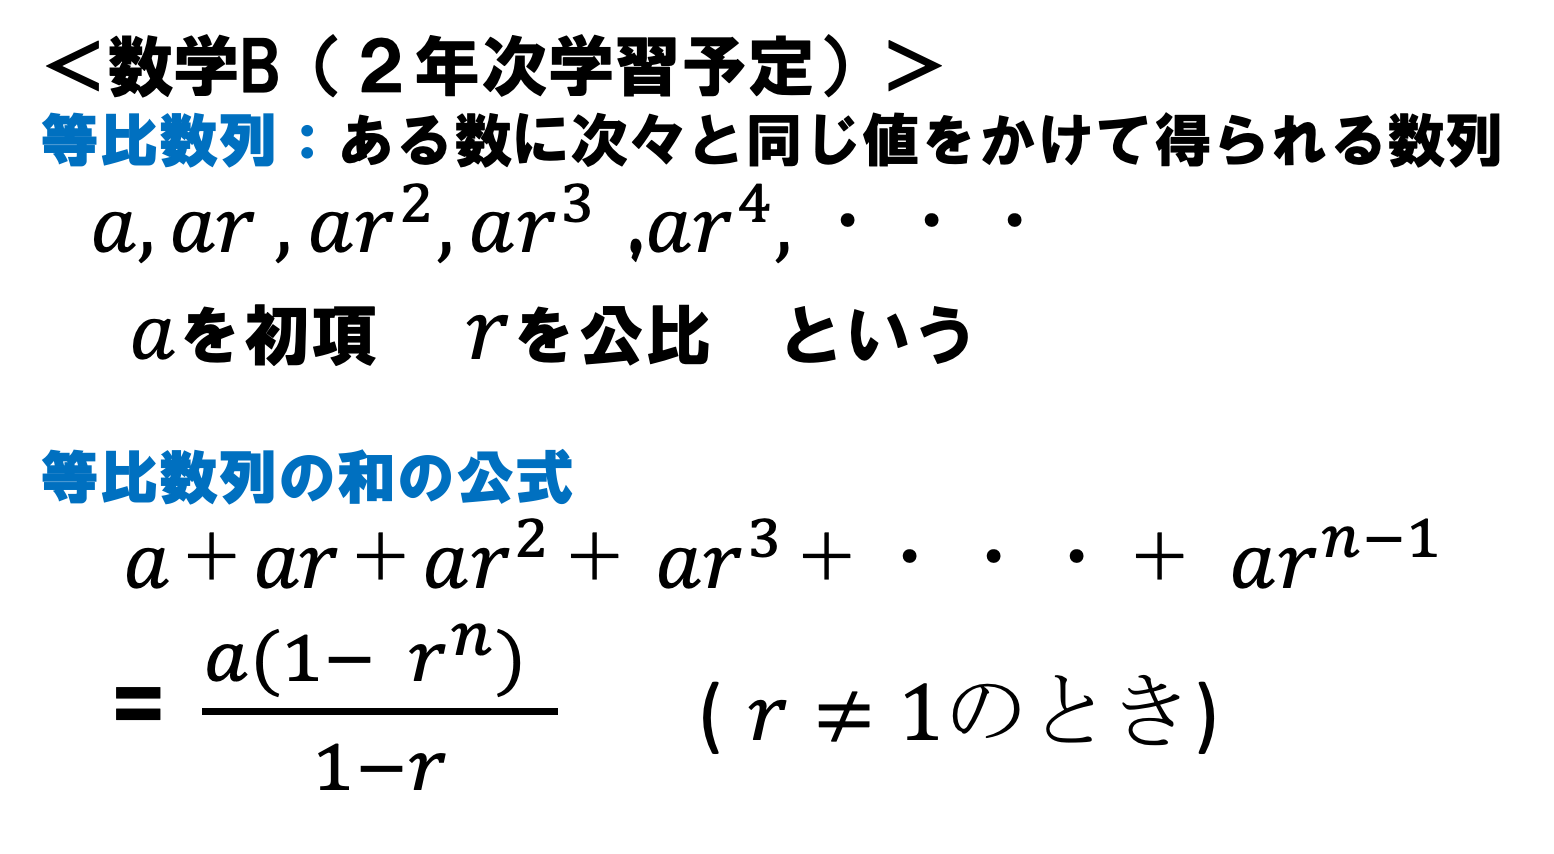 ＜数学B（２年次学習予定）＞
等比数列：ある数に次々と同じ値をかけて得られる数列
a, ar , ar², ar³ ,ar⁴, ・・・
aを初項　rを公比　という
等比数列の和の公式
a＋ar＋ar²＋ ar³＋・・・＋ arⁿ⁻¹
= a(1− rⁿ) / 1−r　( r ≠ 1のとき)